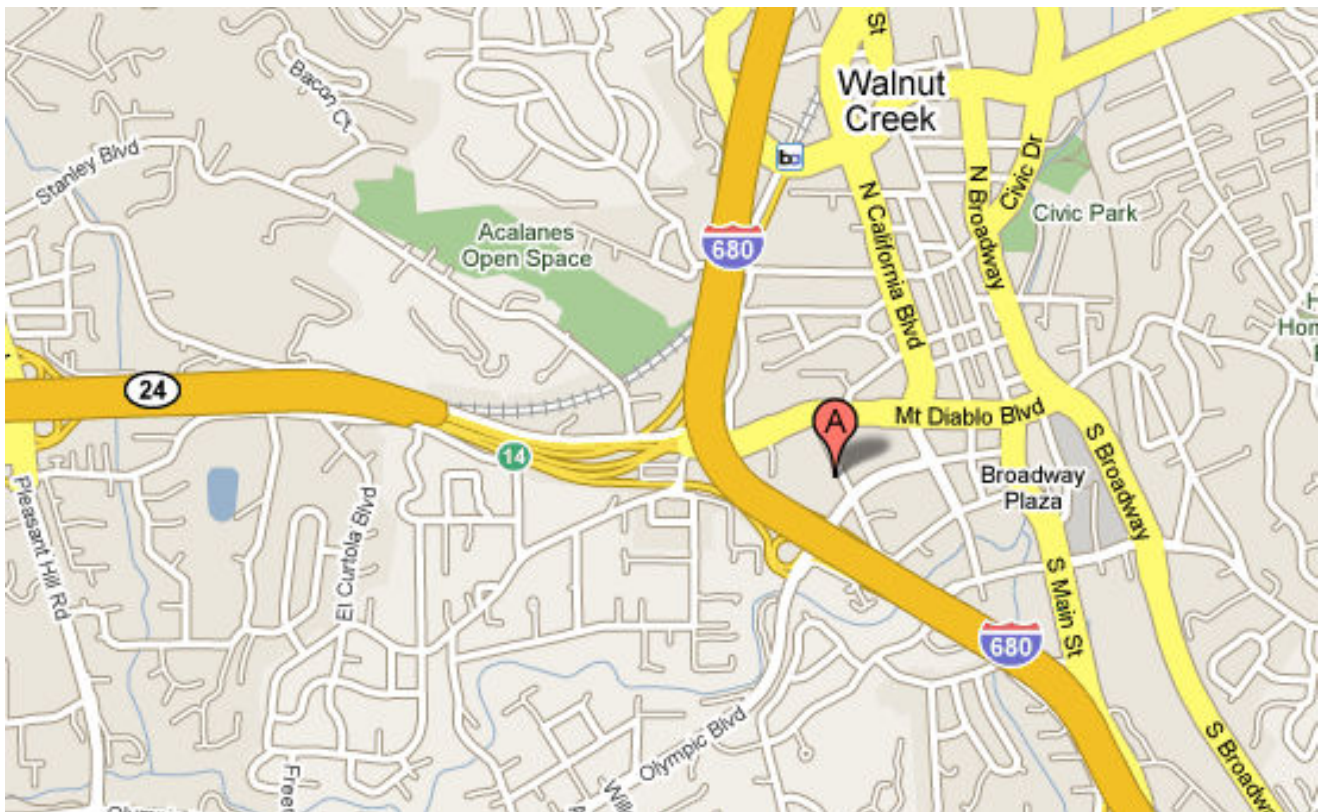 St
Walnut
Creek
Bacon Ct
Stanley Blvd
Civic Dr
N Broadway
N California Blvd
Civic Park
Acalanes
Open Space
680
24
A
Mt Diablo Blvd
14
Broadway
Plaza
S Broadway
Pleasant Hill Rd
El Curtola Blvd
S Main St
680
Olympic Blvd
S Broadw